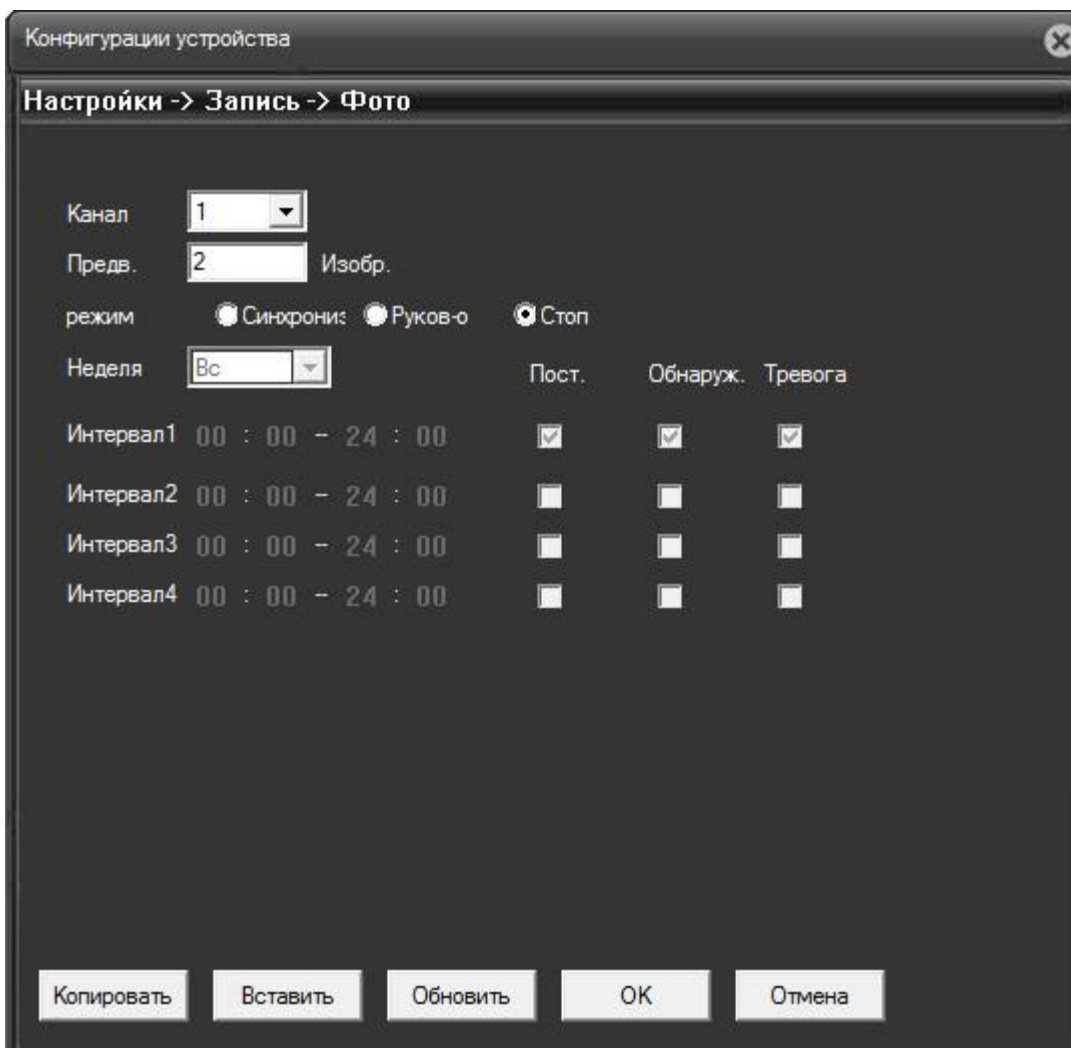 Конфигурации устройства
Настройки -> Запись -> Фото
Канал 1
Предв. 2 Изобр.
режим Синхрониз Руков-о Стоп
Неделя Вс Пост. Обнаруж. Тревога
Интервал1 00 : 00 - 24 : 00
Интервал2 00 : 00 - 24 : 00
Интервал3 00 : 00 - 24 : 00
Интервал4 00 : 00 - 24 : 00
Копировать Вставить Обновить OK Отмена